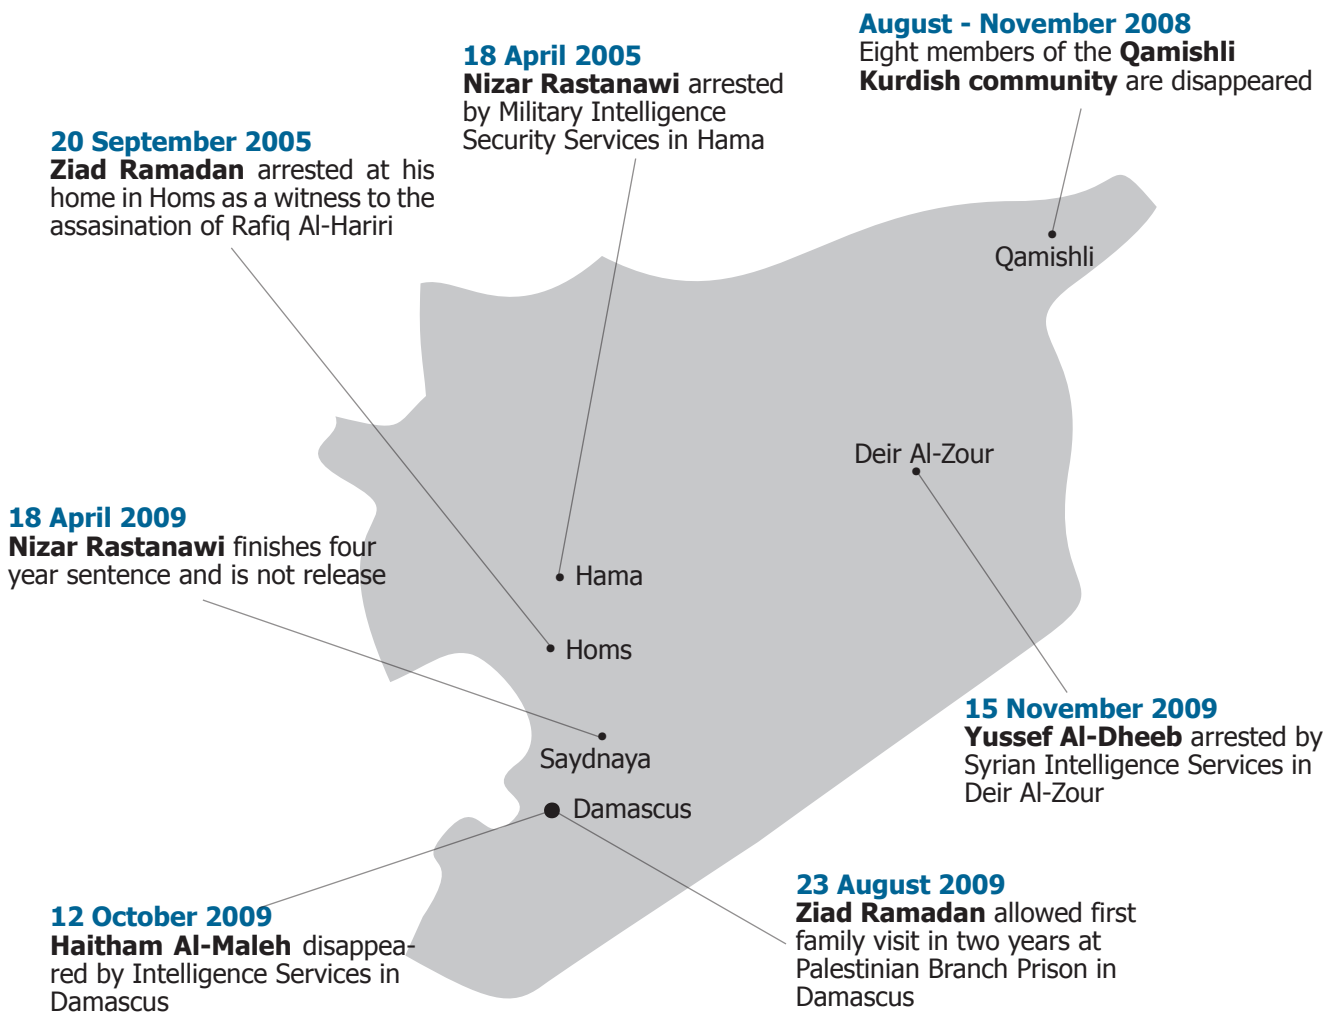 August - November 2008
Eight members of the Qamishli
Kurdish community are disappeared
18 April 2005
Nizar Rastanawi arrested
by Military Intelligence
Security Services in Hama
20 September 2005
Ziad Ramadan arrested at his
home in Homs as a witness to the
assasination of Rafiq Al-Hariri
Qamishli
Deir Al-Zour
18 April 2009
Nizar Rastanawi finishes four
year sentence and is not release
Hama
Homs
Saydnaya
Damascus
15 November 2009
Yussef Al-Dheeb arrested by
Syrian Intelligence Services in
Deir Al-Zour
12 October 2009
Haitham Al-Maleh disappea-
red by Intelligence Services in
Damascus
23 August 2009
Ziad Ramadan allowed first
family visit in two years at
Palestinian Branch Prison in
Damascus